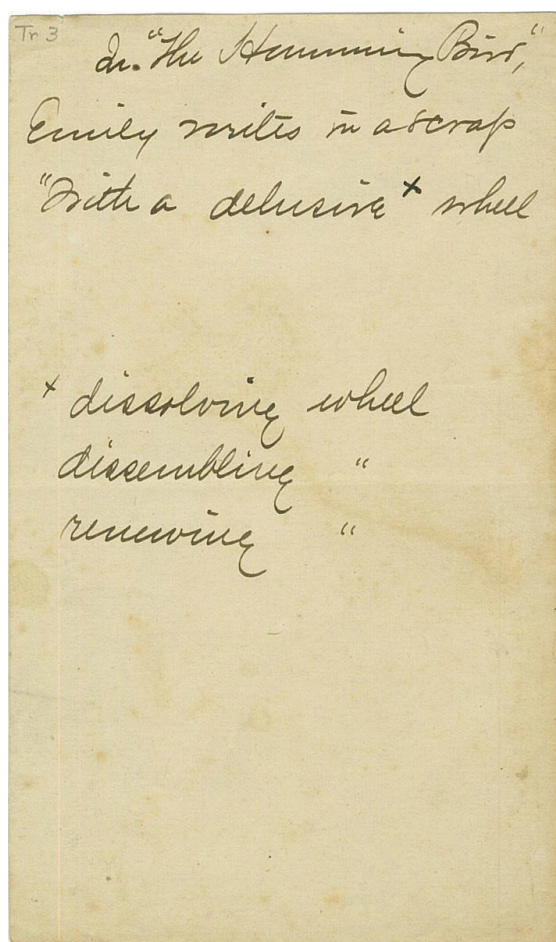 Tr 3
In "The Humming Bird,"
Emily writes in a scrap
"With a delusive x wheel
x dissolving wheel
dissembling "
renewing "